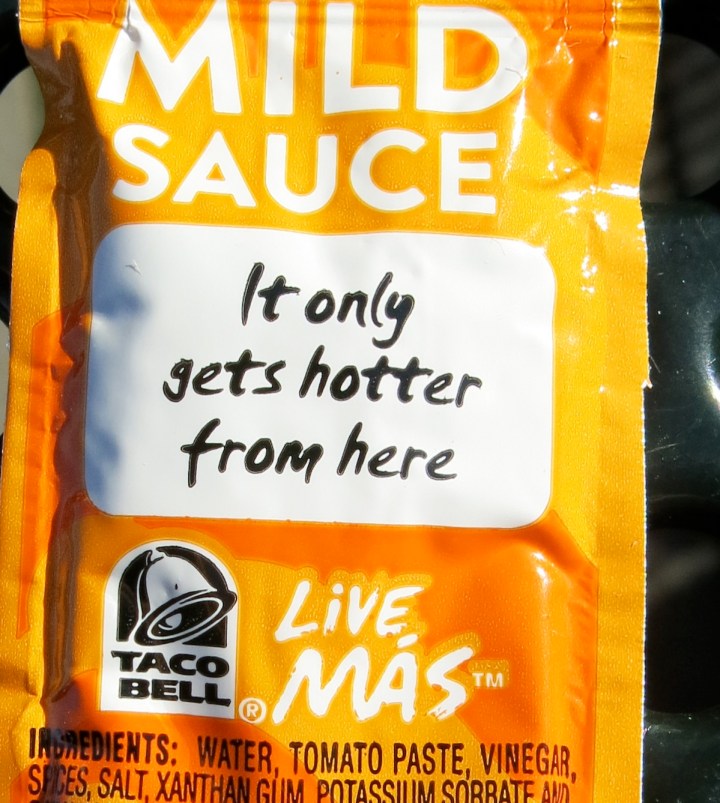 MILD
SAUCE
It only
gets hotter
from here
LiVE
MÁS™
TACO
BELL®
INGREDIENTS: WATER, TOMATO PASTE, VINEGAR,
SPICES, SALT, XANTHAN GUM, POTASSIUM SORBATE AND